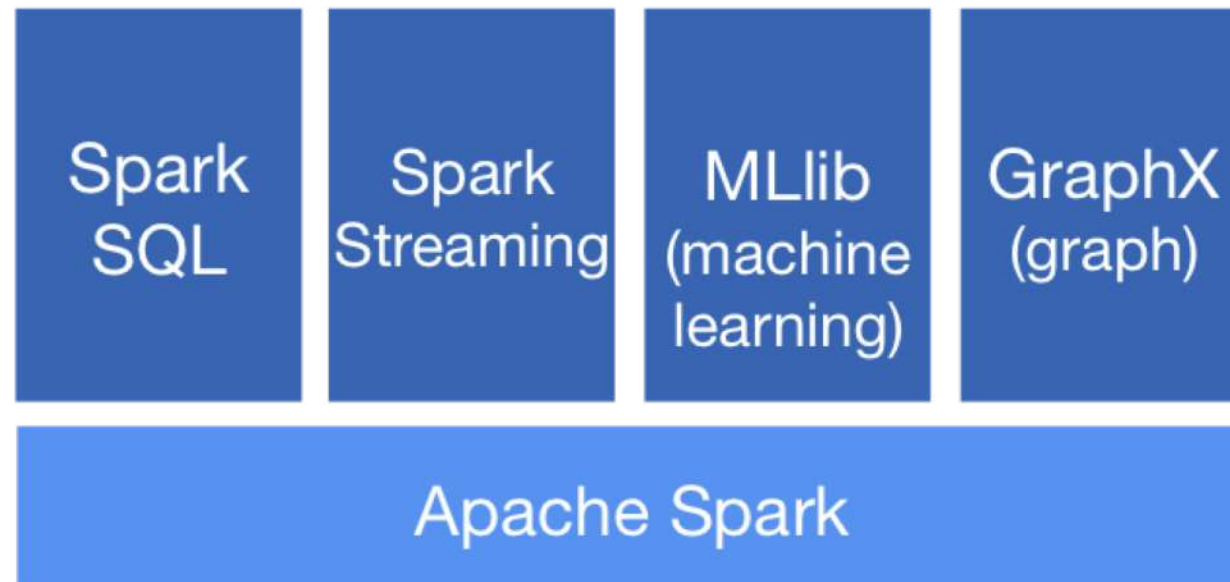 Spark
SQL
Spark
Streaming
MLlib
(machine
learning)
GraphX
(graph)
Apache Spark